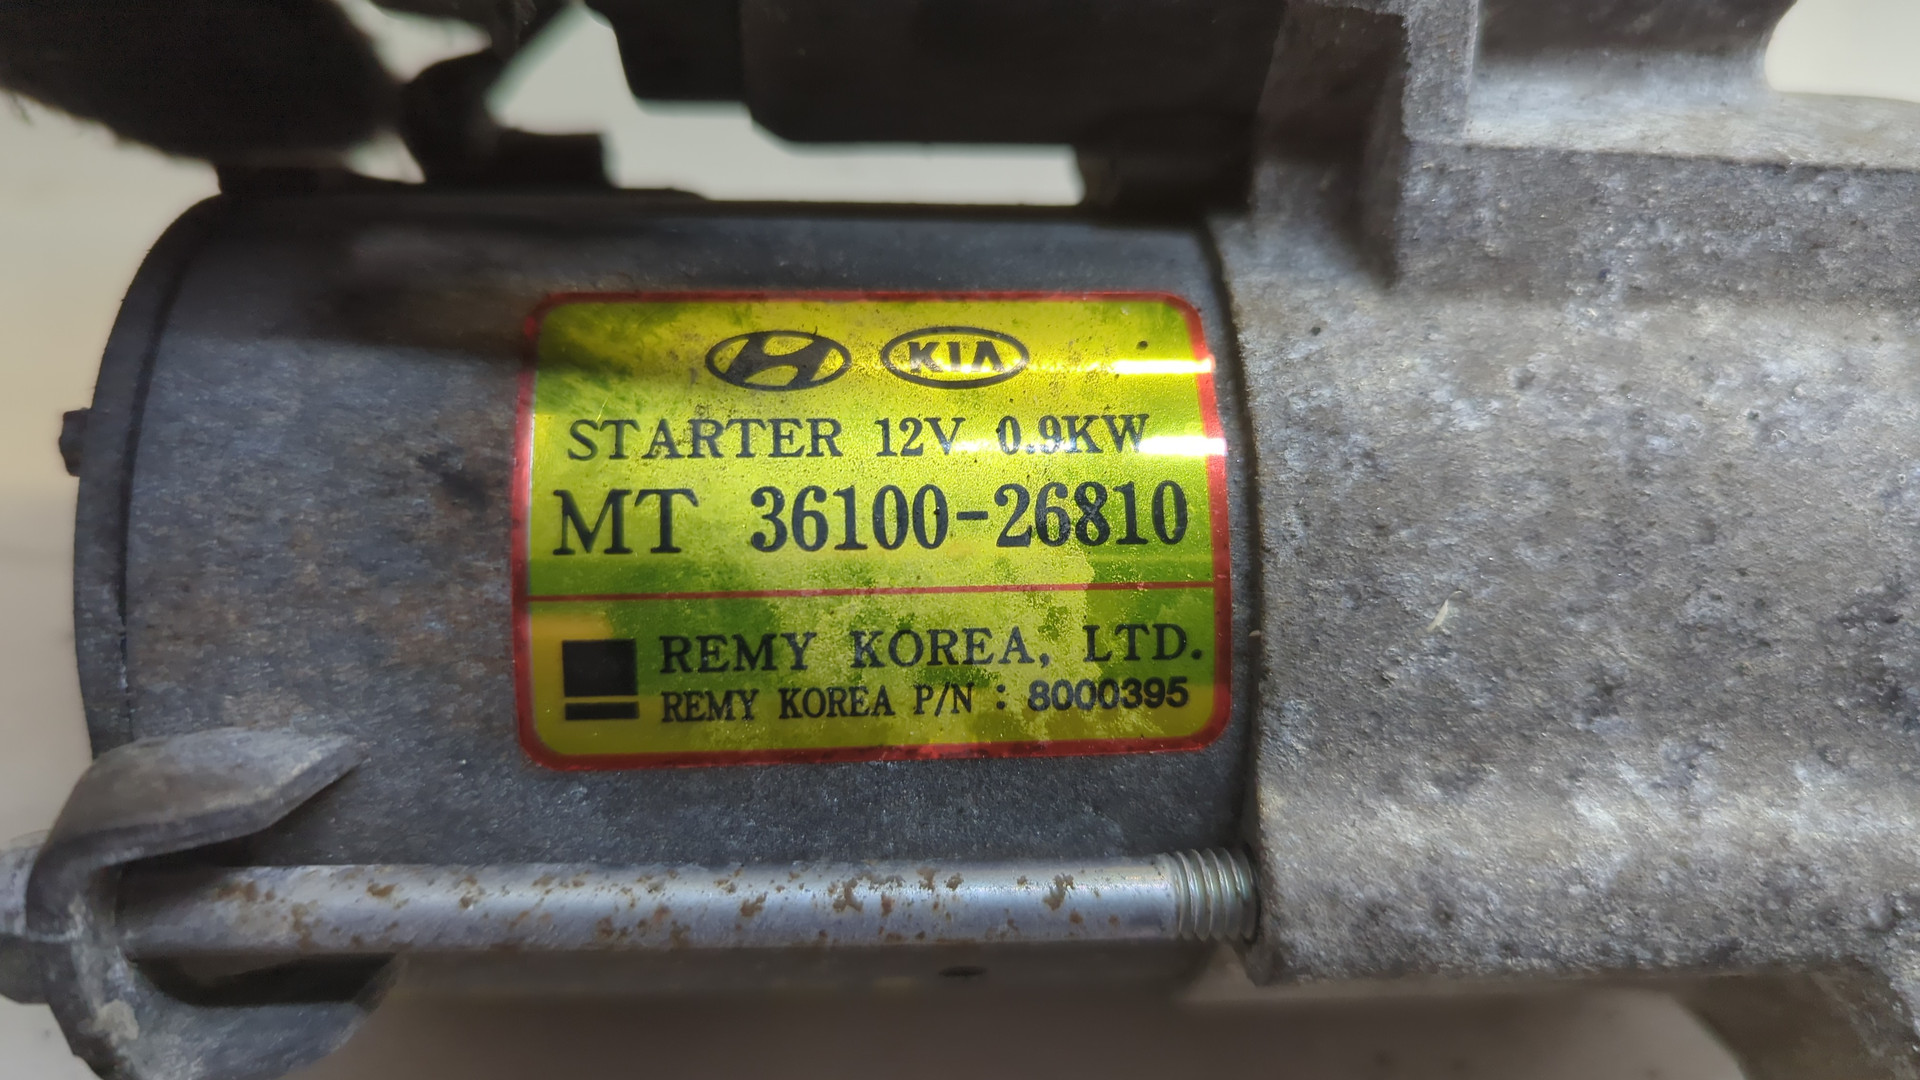 KIA
STARTER 12V 0.9KW
MT 36100-26810
REMY KOREA, LTD.
REMY KOREA P/N : 8000395